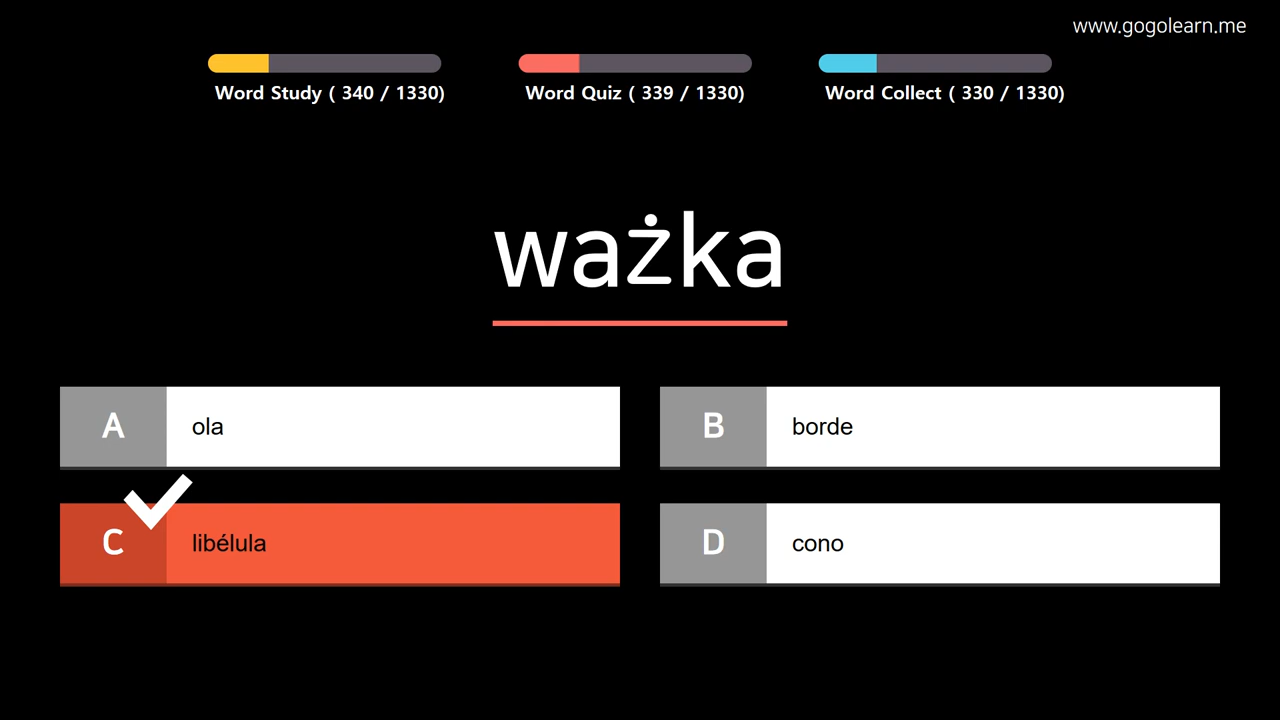 www.gogolearn.me
Word Study ( 340 / 1330)
Word Quiz ( 339 / 1330)
Word Collect ( 330 / 1330)
ważka
A
ola
B
borde
C
libélula
D
cono